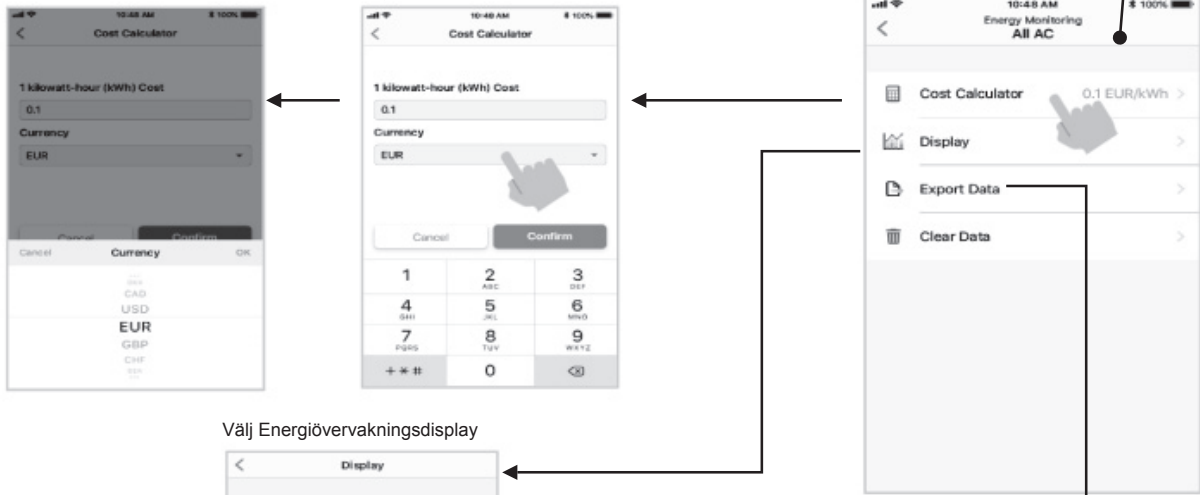 10:48 AM
100%
Cost Calculator
1 kilowatt-hour (kWh) Cost
0.1
Currency
EUR
Cancel Confirm
Cancel Currency OK
CAD
USD
EUR
GBP
CHF
SEK
10:48 AM
100%
Cost Calculator
1 kilowatt-hour (kWh) Cost
0.1
Currency
EUR
Cancel Confirm
1 2 3
ABC DEF
4 5 6
GHI JKL MNO
7 8 9
PQRS TUV WXYZ
+ * # 0
10:48 AM
100%
Energy Monitoring
All AC
Cost Calculator 0.1 EUR/kWh >
Display >
Export Data >
Clear Data >
Välj Energiövervakningsdisplay
Display